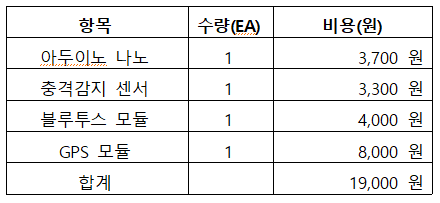 항목 수량(EA) 비용(원)
아두이노 나노 1 3,700 원
충격감지 센서 1 3,300 원
블루투스 모듈 1 4,000 원
GPS 모듈 1 8,000 원
합계 19,000 원